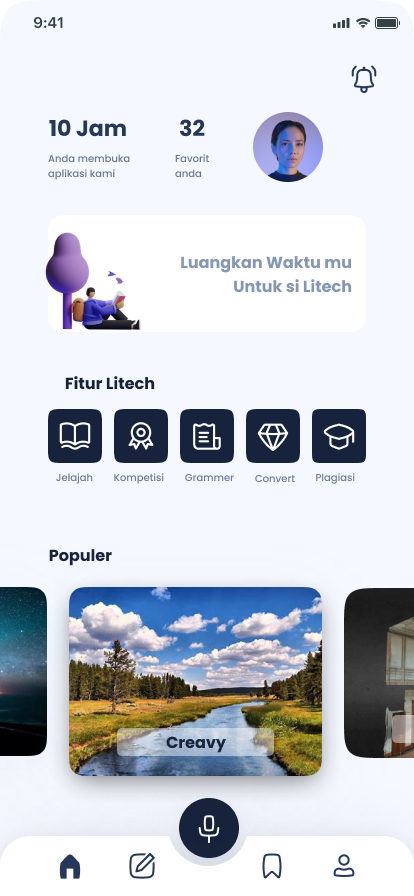 9:41
10 Jam
32
Anda membuka
aplikasi kami
Favorit
anda
Luangkan Waktu mu
Untuk si Litech
Fitur Litech
Jelajah
Kompetisi
Grammer
Convert
Plagiasi
Populer
Creavy